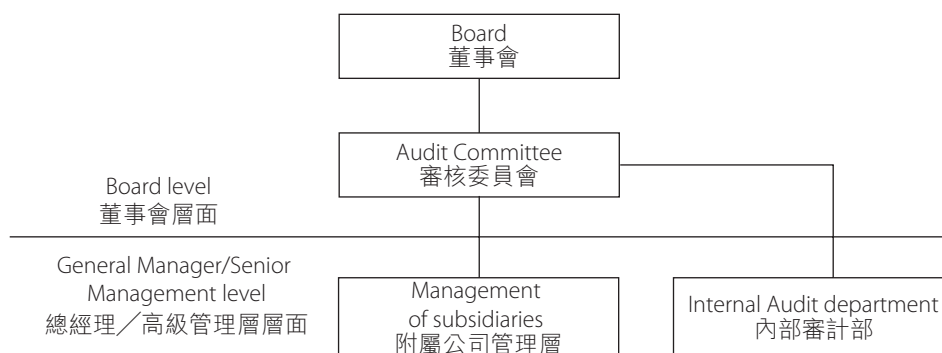 Board
董事會
Audit Committee
審核委員會
Board level
董事會層面
General Manager/Senior
Management level
總經理╱高級管理層層面
Management
of subsidiaries
附屬公司管理層
Internal Audit department
內部審計部